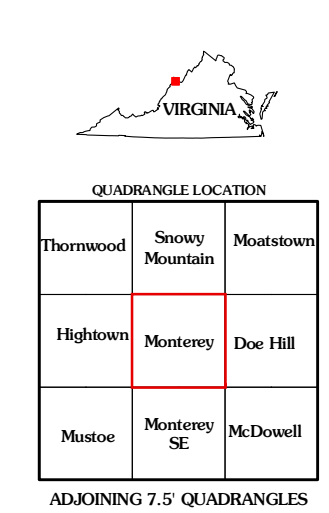 VIRGINIA
QUADRANGLE LOCATION
Thornwood
Snowy
Mountain
Moatstown
Hightown
Monterey
Doe Hill
Mustoe
Monterey
SE
McDowell
ADJOINING 7.5' QUADRANGLES